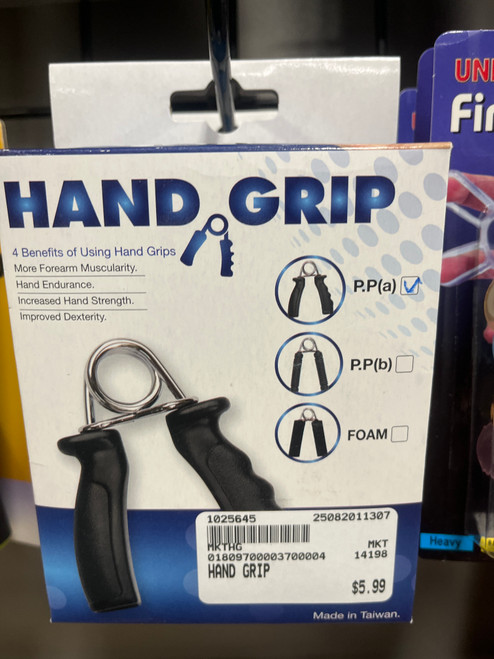 HAND GRIP
4 Benefits of Using Hand Grips
More Forearm Muscularity.
Hand Endurance.
Increased Hand Strength.
Improved Dexterity.
P.P(a)
P.P(b)
FOAM
1025645 25082011307
MKTHG MKT
01809700003700004 14198
HAND GRIP
$5.99
Made in Taiwan.
Heavy